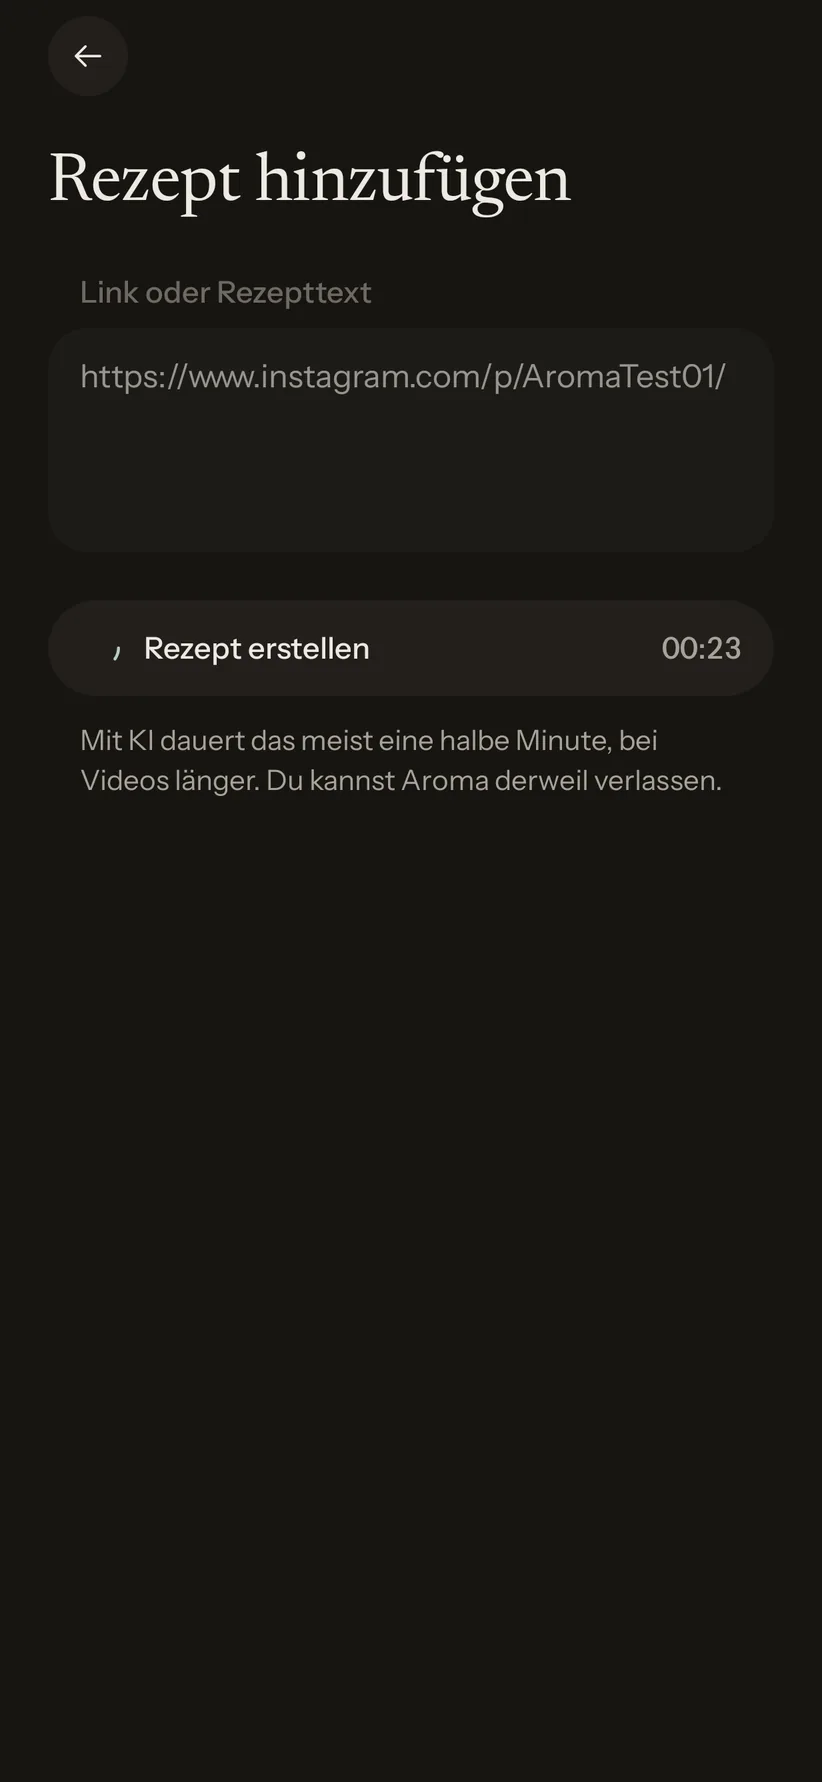 Rezept hinzufügen
Link oder Rezepttext
https://www.instagram.com/p/AromaTest01/
Rezept erstellen 00:23
Mit KI dauert das meist eine halbe Minute, bei
Videos länger. Du kannst Aroma derweil verlassen.